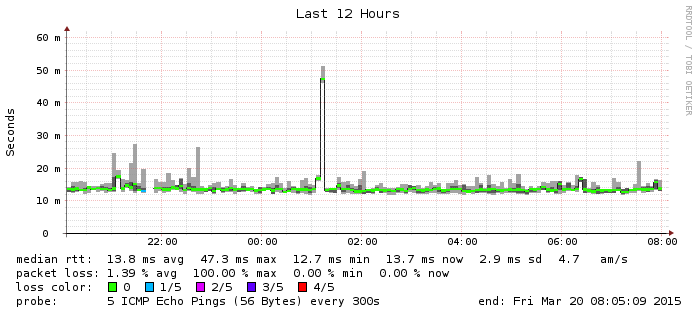 Last 12 Hours
RRDTOOL / TOBI OETIKER
Seconds
60 m
50 m
40 m
30 m
20 m
10 m
0
22:00 00:00 02:00 04:00 06:00 08:00
median rtt: 13.8 ms avg 47.3 ms max 12.7 ms min 13.7 ms now 2.9 ms sd 4.7 am/s
packet loss: 1.39 % avg 100.00 % max 0.00 % min 0.00 % now
loss color: 0 1/5 2/5 3/5 4/5
probe: 5 ICMP Echo Pings (56 Bytes) every 300s end: Fri Mar 20 08:05:09 2015